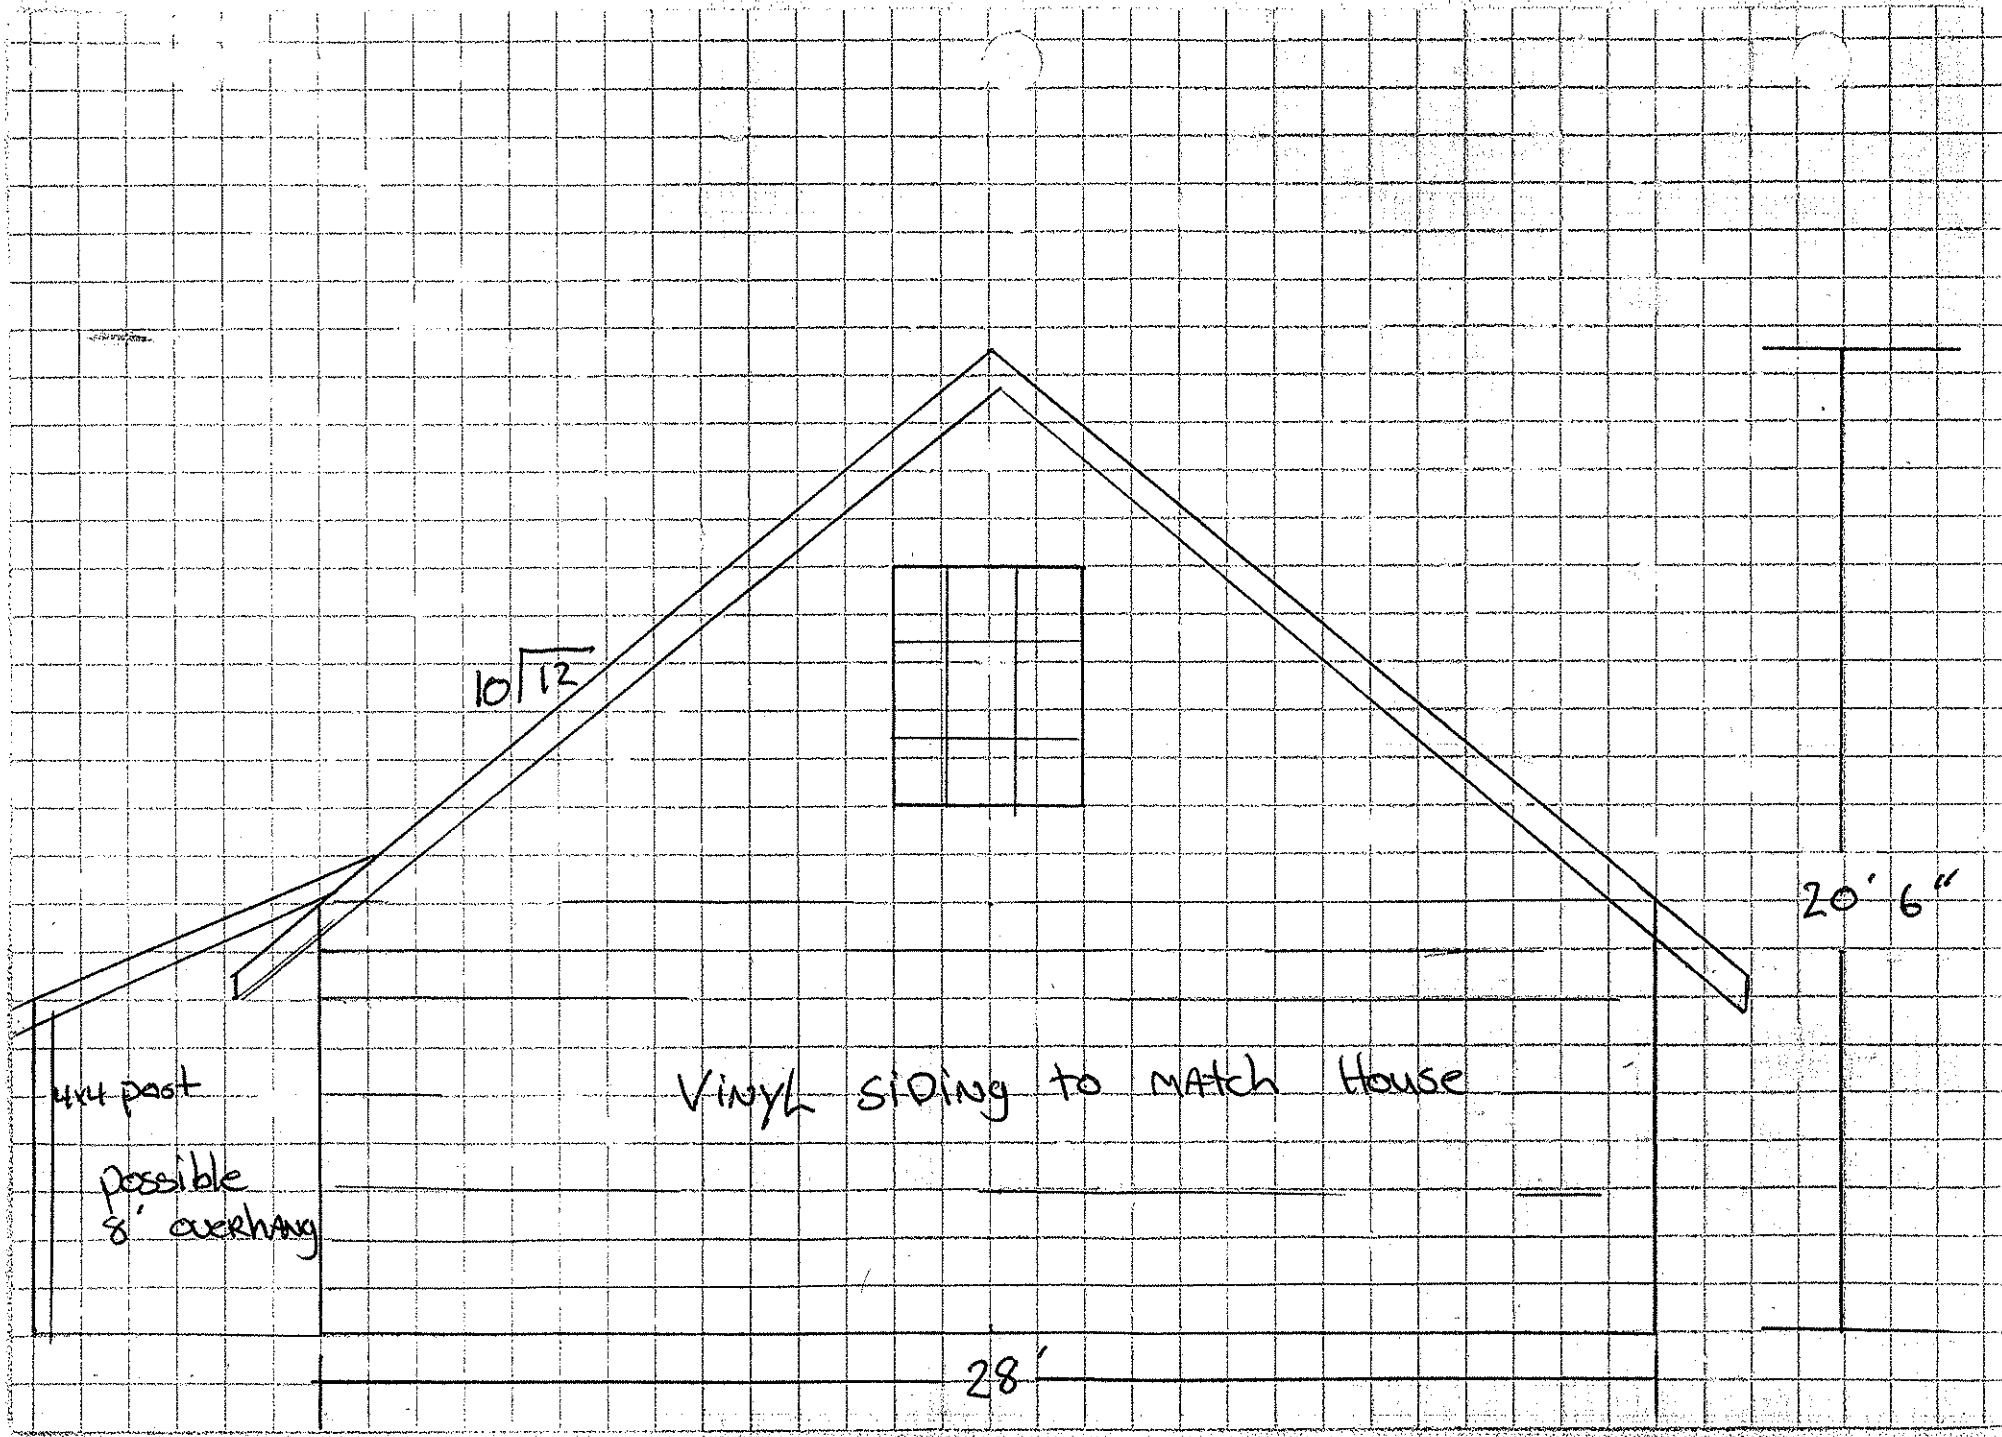 10 12
20' 6"
4x4 post
Vinyl Siding to Match House
possible
8' overhang
28'